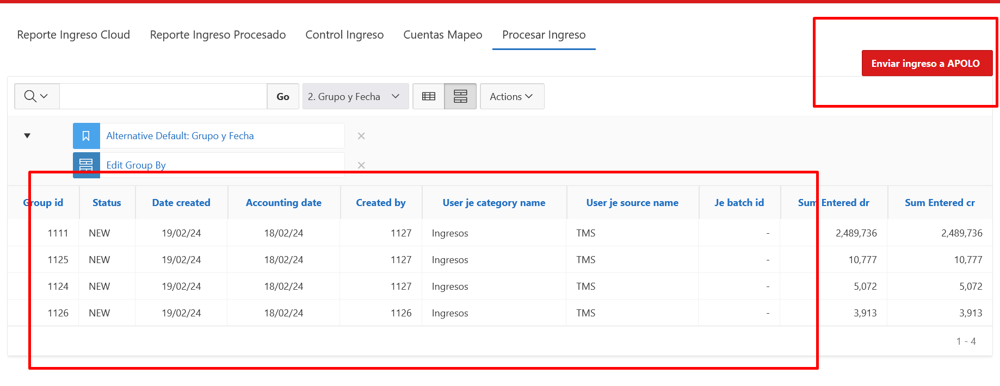 Reporte Ingreso Cloud Reporte Ingreso Procesado Control Ingreso Cuentas Mapeo Procesar Ingreso
Enviar ingreso a APOLO
Go 2. Grupo y Fecha Actions
Alternative Default: Grupo y Fecha
Edit Group By
Group id Status Date created Accounting date Created by User je category name User je source name Je batch id Sum Entered dr Sum Entered cr
1111 NEW 19/02/24 18/02/24 1127 Ingresos TMS - 2,489,736 2,489,736
1125 NEW 19/02/24 18/02/24 1127 Ingresos TMS - 10,777 10,777
1124 NEW 19/02/24 18/02/24 1127 Ingresos TMS - 5,072 5,072
1126 NEW 19/02/24 18/02/24 1126 Ingresos TMS - 3,913 3,913
1 - 4